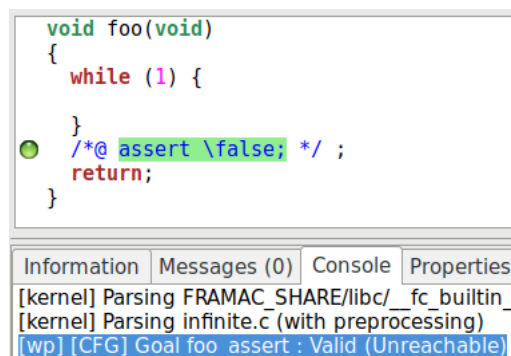 void foo(void)
{
while (1) {
}
/*@ assert \false; */ ;
return;
}
Information Messages (0) Console Properties
[kernel] Parsing FRAMAC_SHARE/libc/__fc_builtin_
[kernel] Parsing infinite.c (with preprocessing)
[wp] [CFG] Goal foo_assert : Valid (Unreachable)